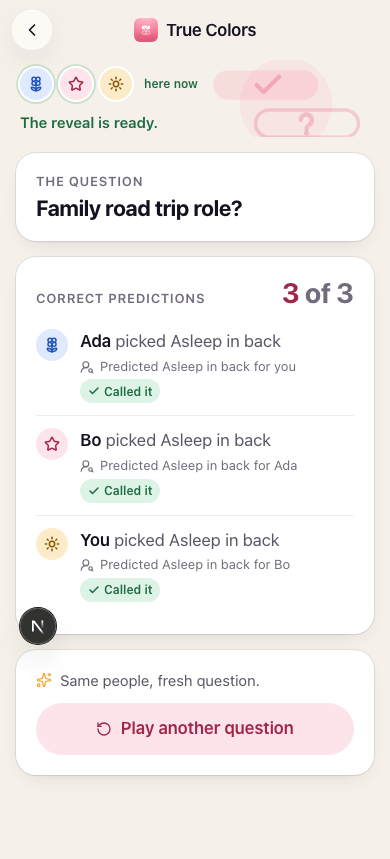 True Colors
here now
The reveal is ready.
THE QUESTION
Family road trip role?
CORRECT PREDICTIONS
3 of 3
Ada picked Asleep in back
Predicted Asleep in back for you
Called it
Bo picked Asleep in back
Predicted Asleep in back for Ada
Called it
You picked Asleep in back
Predicted Asleep in back for Bo
Called it
N
Same people, fresh question.
Play another question